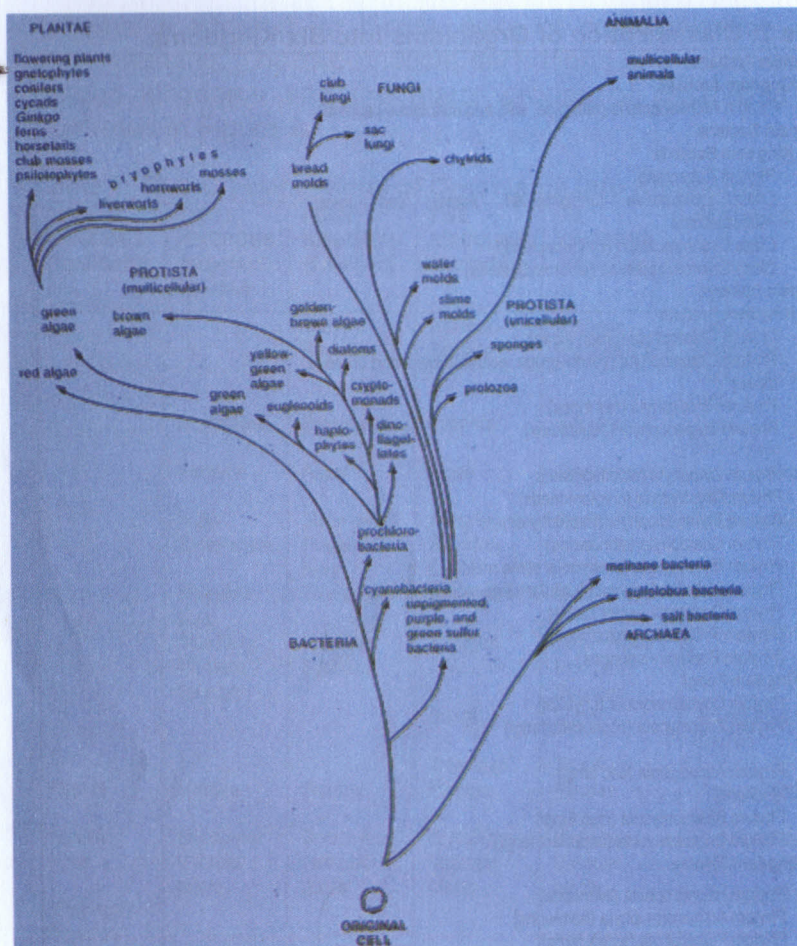 PLANTAE
flowering plants
gnetophytes
conifers
cycads
Ginkgo
ferns
horsetails
club mosses
psilotophytes
bryophytes
liverworts
hornworts
mosses
ANIMALIA
multicellular
animals
FUNGI
club
fungi
sac
fungi
bread
molds
chytrids
PROTISTA
(multicellular)
green
algae
brown
algae
red algae
golden-
brown algae
yellow-
green
algae
diatoms
crypto-
monads
green
algae
euglenoids
haplo-
phytes
dino-
flagel-
lates
water
molds
slime
molds
PROTISTA
(unicellular)
sponges
protozoa
prochloro-
bacteria
cyanobacteria
unpigmented,
purple, and
green sulfur
bacteria
BACTERIA
methane bacteria
sulfolobus bacteria
salt bacteria
ARCHAEA
ORIGINAL
CELL